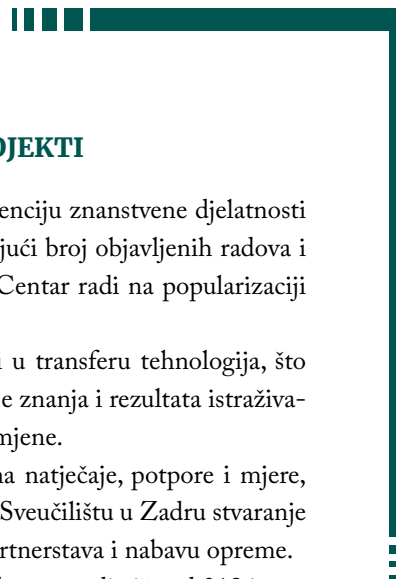 OJEKTI
enciju znanstvene djelatnosti
jući broj objavljenih radova i
Centar radi na popularizaciji
i u transferu tehnologija, što
e znanja i rezultata istraživa-
mjene.
na natječaje, potpore i mjere,
Sveučilištu u Zadru stvaranje
rtnerstava i nabavu opreme.